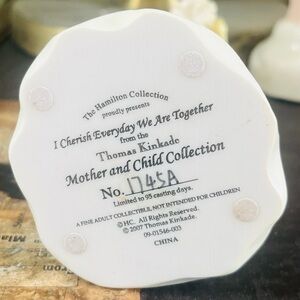 The Hamilton Collection
proudly presents
I Cherish Everyday We Are Together
from the
Thomas Kinkade
Mother and Child Collection
No. 1745A
Limited to 95 casting days.
A FINE ADULT COLLECTIBLE, NOT INTENDED FOR CHILDREN
© HC. All Rights Reserved.
© 2007 Thomas Kinkade.
09-01546-003
CHINA